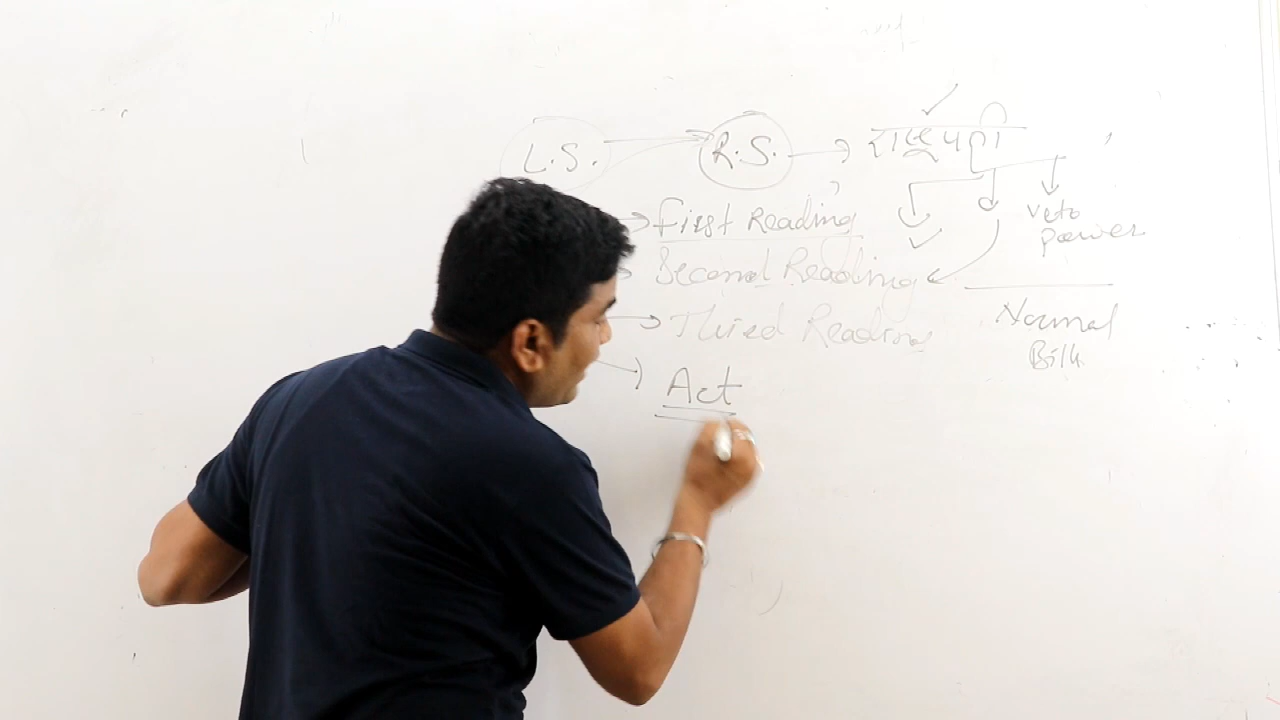 L.S. R.S. राष्ट्रपती
First Reading
Second Reading
Third Reading
Act
Veto
power
Normal
Bill